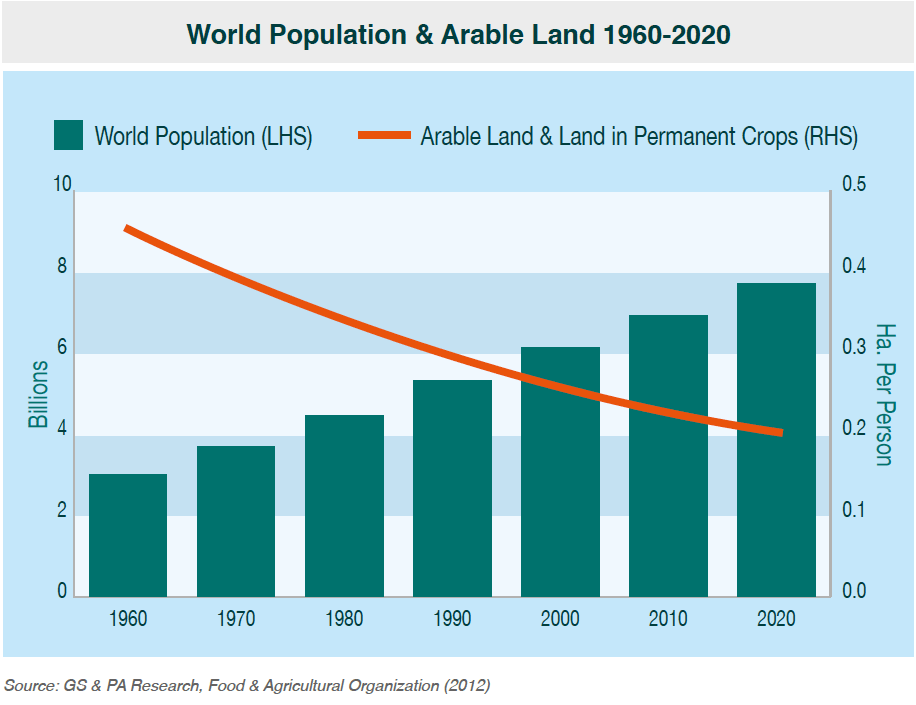 World Population & Arable Land 1960-2020
World Population (LHS)
Arable Land & Land in Permanent Crops (RHS)
10
8
6
4
2
0
Billions
0.5
0.4
0.3
0.2
0.1
0.0
Ha. Per Person
1960 1970 1980 1990 2000 2010 2020
Source: GS & PA Research, Food & Agricultural Organization (2012)